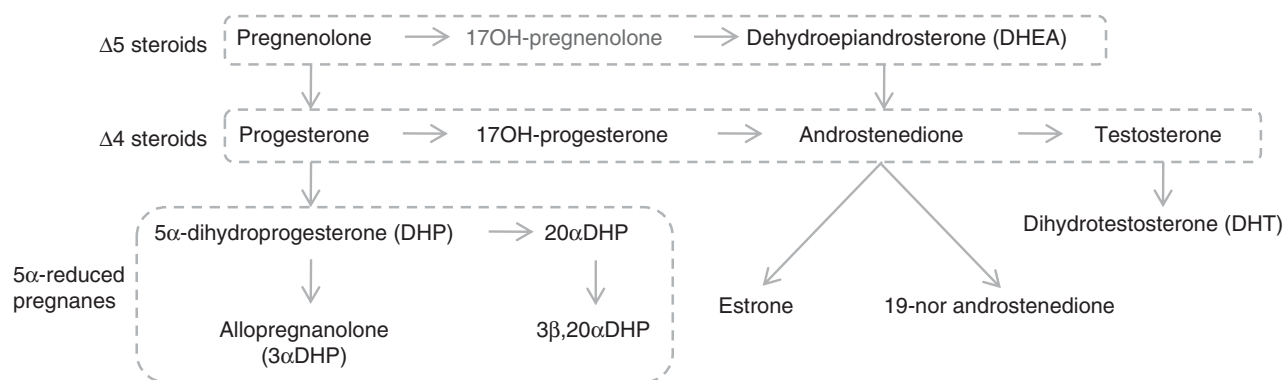 Δ5 steroids
Pregnenolone
17OH-pregnenolone
Dehydroepiandrosterone (DHEA)
Δ4 steroids
Progesterone
17OH-progesterone
Androstenedione
Testosterone
5α-reduced
pregnanes
5α-dihydroprogesterone (DHP)
20αDHP
Dihydrotestosterone (DHT)
Allopregnanolone
(3αDHP)
3β,20αDHP
Estrone
19-nor androstenedione